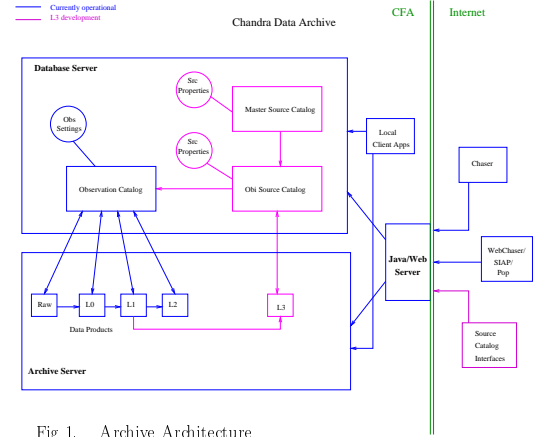 Currently operational
L3 development
Chandra Data Archive
CFA
Internet
Database Server
Src
Properties
Master Source Catalog
Obs
Settings
Src
Properties
Local
Client Apps
Chaser
Observation Catalog
Obi Source Catalog
Java/Web
Server
WebChaser/
SIAP/
Pop
Raw
L0
L1
L2
L3
Data Products
Source
Catalog
Interfaces
Archive Server
Fig 1. Archive Architecture